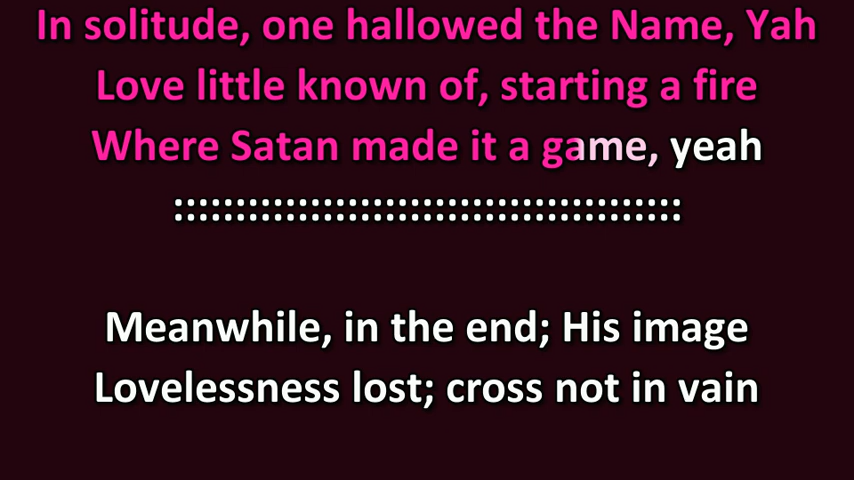 In solitude, one hallowed the Name, Yah
Love little known of, starting a fire
Where Satan made it a game, yeah
:::::::::::::::::::::::::::::::::::::::::
Meanwhile, in the end; His image
Lovelessness lost; cross not in vain